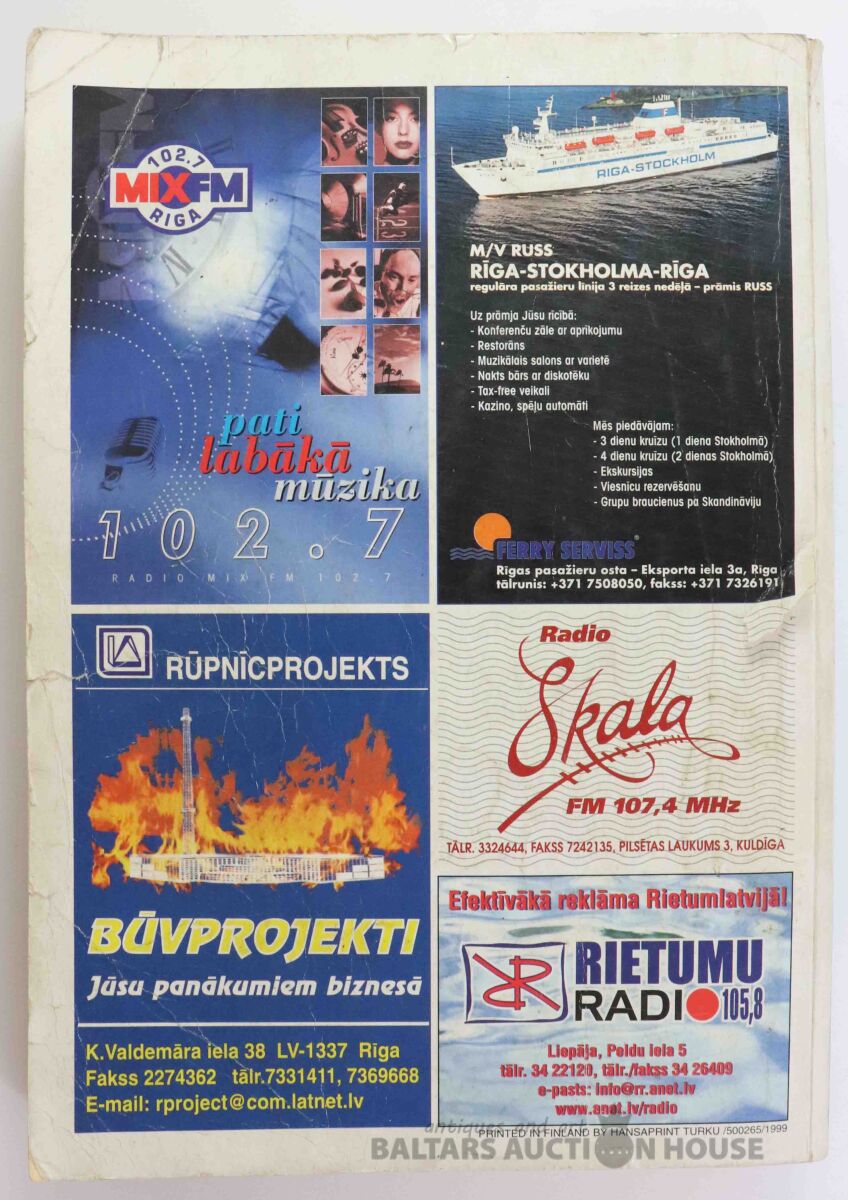 102.7
MIXFM
RIGA
pati
labākā
mūzika
102.7
RADIO MIX FM 102.7
RIGA-STOCKHOLM
M/V RUSS
RĪGA-STOKHOLMA-RĪGA
regulāra pasažieru līnija 3 reizes nedēļā – prāmis RUSS
Uz prāmja Jūsu rīcībā:
- Konferenču zāle ar aprīkojumu
- Restorāns
- Muzikālais salons ar varietē
- Nakts bārs ar diskotēku
- Tax-free veikali
- Kazino, spēļu automāti
Mēs piedāvājam:
- 3 dienu kruīzu (1 diena Stokholmā)
- 4 dienu kruīzu (2 dienas Stokholmā)
- Ekskursijas
- Viesnicu rezervēšanu
- Grupu braucienus pa Skandināviju
FERRY SERVISS
Rīgas pasažieru osta – Eksporta iela 3a, Rīga
tālrunis: +371 7508050, fakss: +371 7326191
RŪPNĪCPROJEKTS
BŪVPROJEKTI
Jūsu panākumiem biznesā
K.Valdemāra iela 38 LV-1337 Rīga
Fakss 2274362 tālr.7331411, 7369668
E-mail: rproject@com.latnet.lv
Radio
Skala
FM 107,4 MHz
TĀLR. 3324644, FAKSS 7242135, PILSĒTAS LAUKUMS 3, KULDĪGA
Efektīvākā reklāma Rietumlatvijā!
RIETUMU
RADIO 105,8
Liepāja, Peldu iela 5
tālr. 34 22120, tālr./fakss 34 26409
e-pasts: info@rr.anet.lv
www.anet.lv/radio
PRINTED IN FINLAND BY HANSAPRINT TURKU /500265/1999
antiques and art
BALTARS AUCTION HOUSE